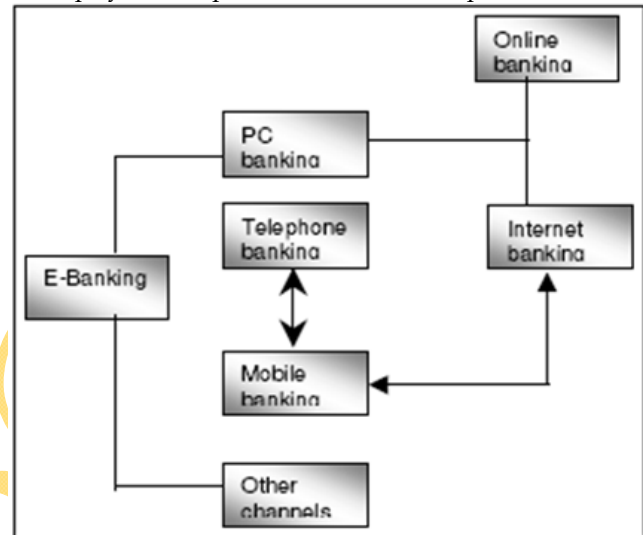 Online
banking
PC
banking
Telephone
banking
Internet
banking
E-Banking
Mobile
banking
Other
channels